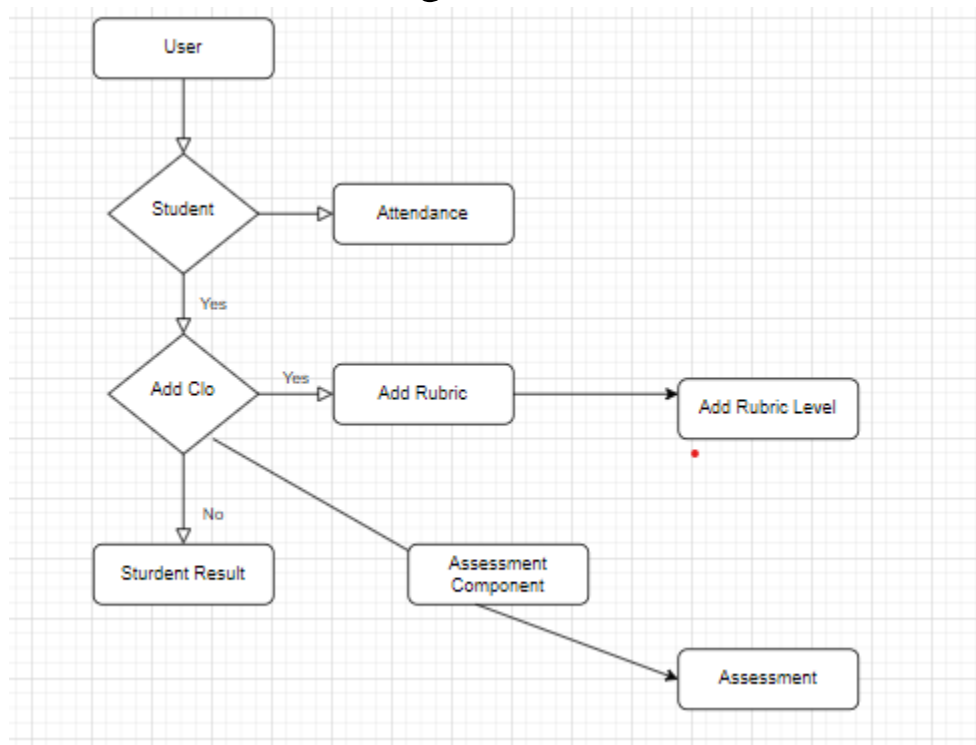 User
Student
Attendance
Yes
Add Clo
Yes
Add Rubric
Add Rubric Level
No
Sturdent Result
Assessment
Component
Assessment